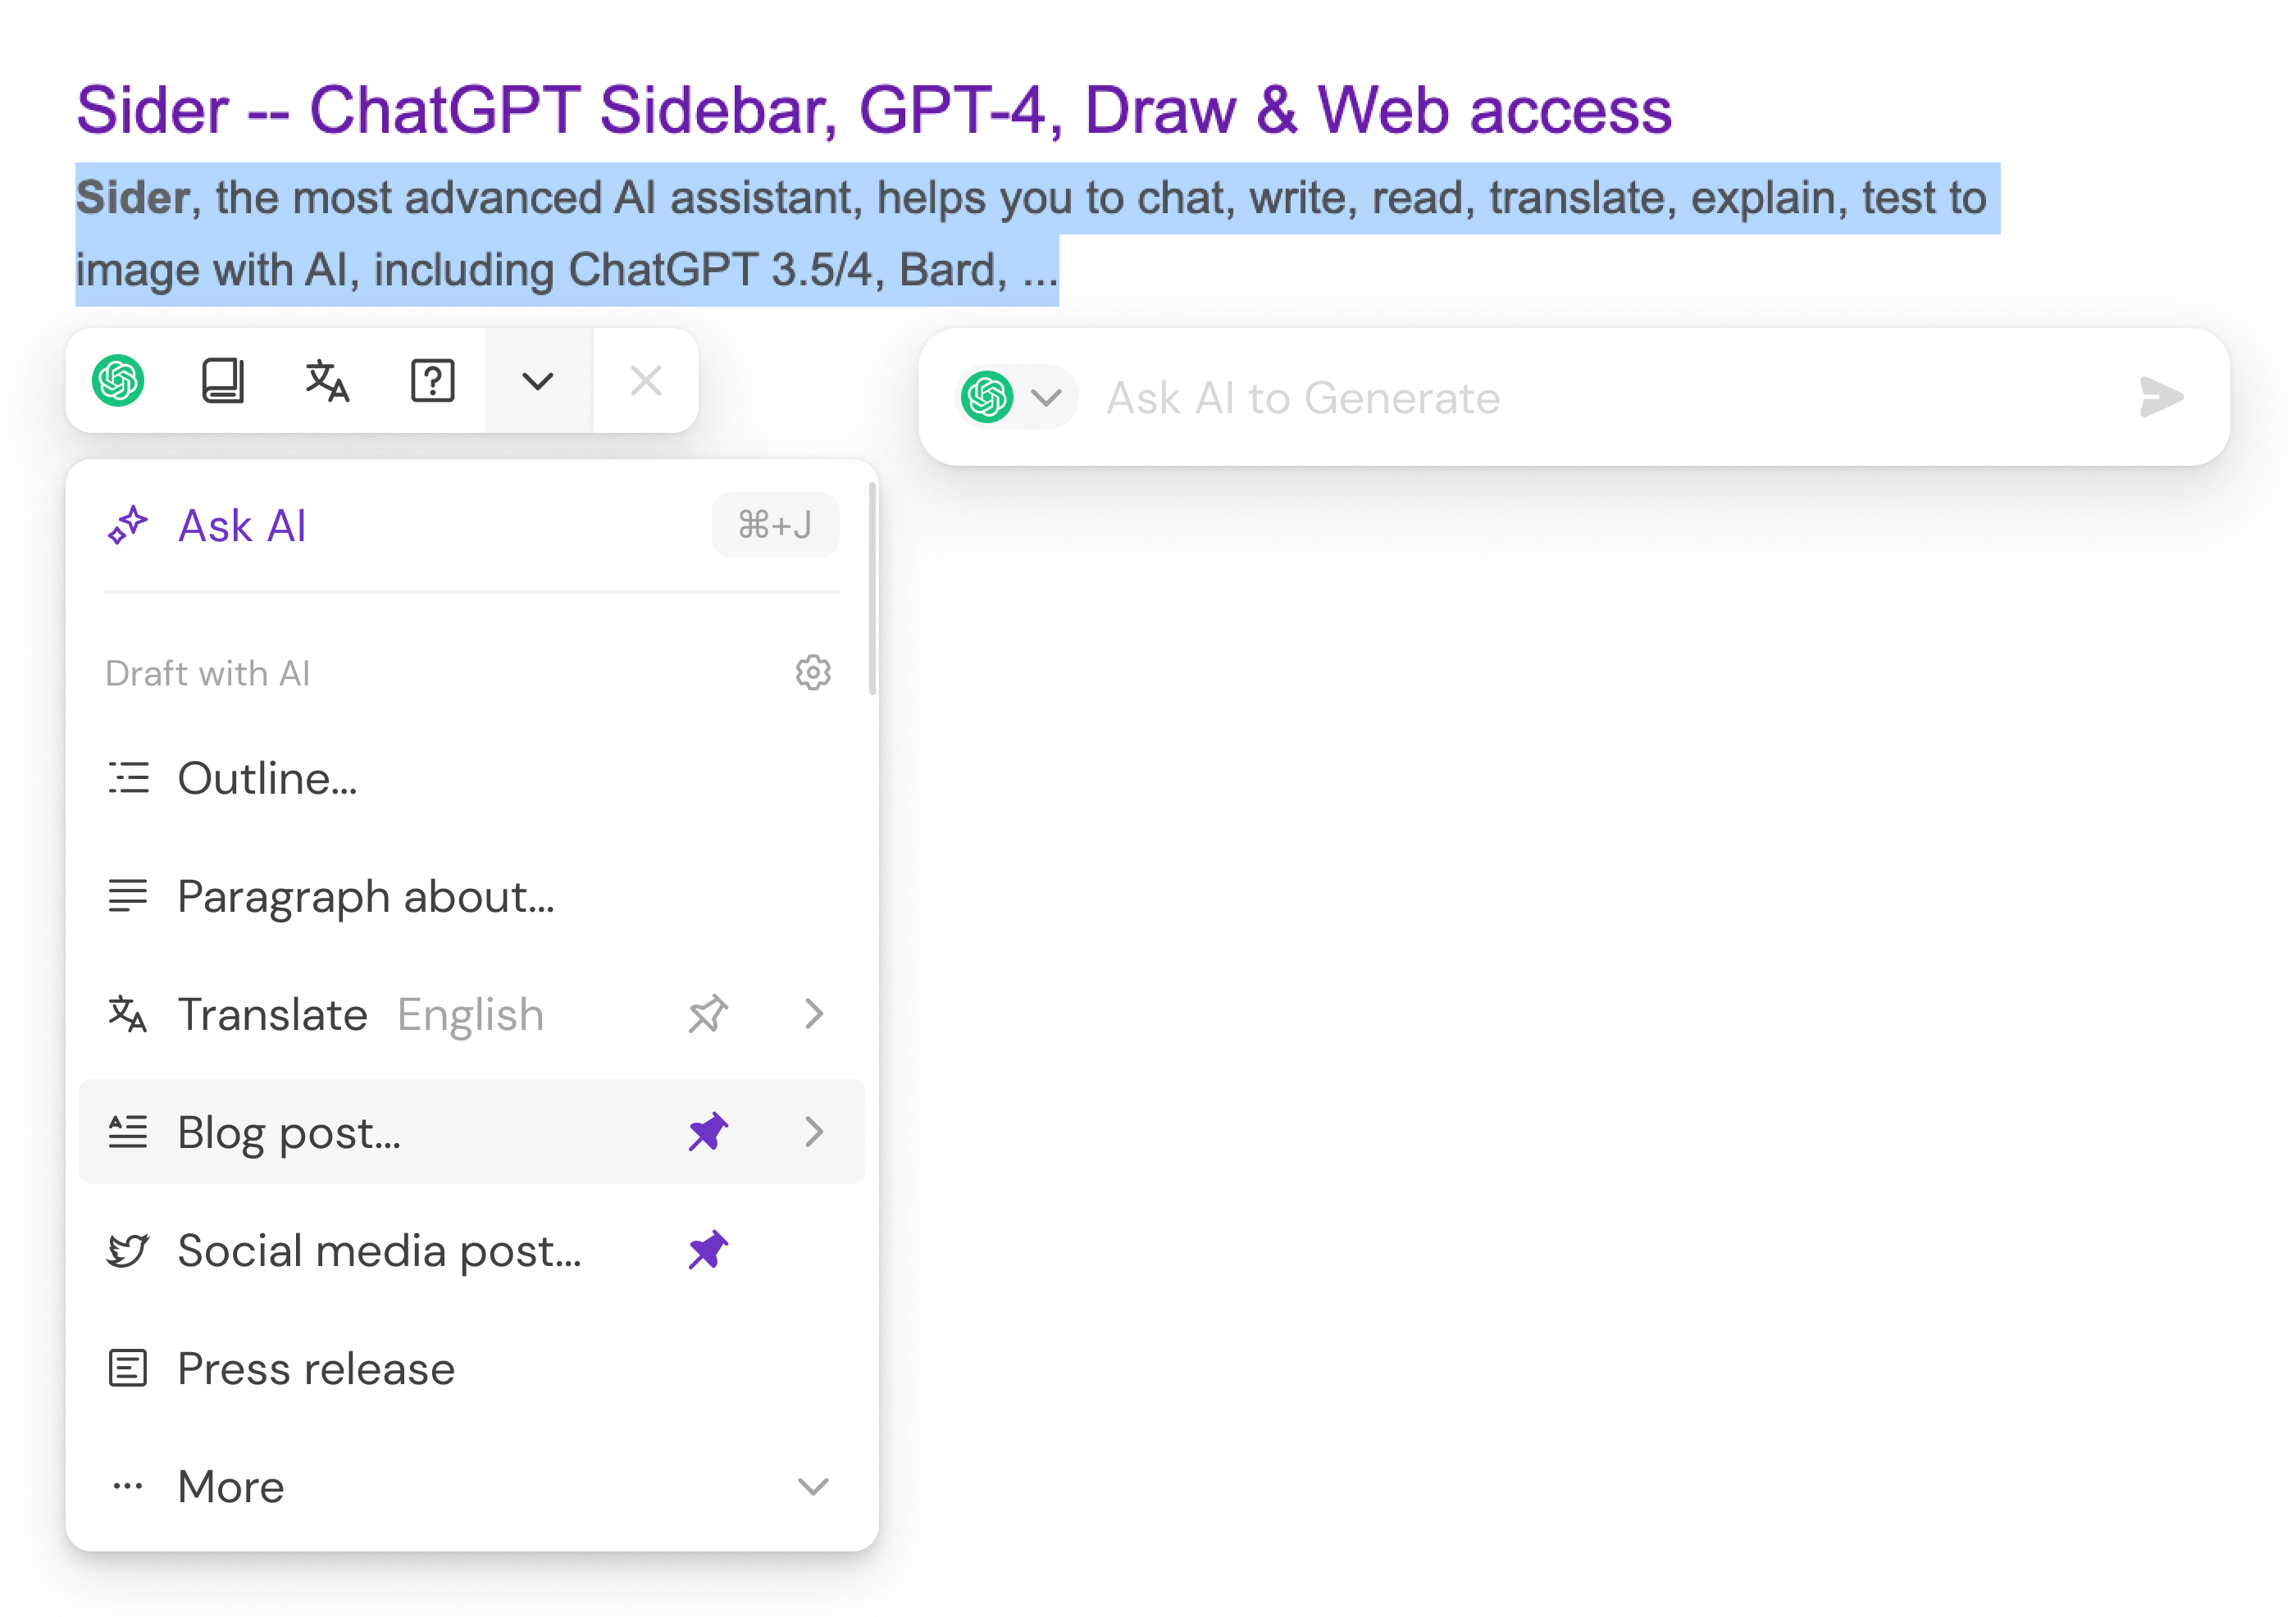 Sider -- ChatGPT Sidebar, GPT-4, Draw & Web access
Sider, the most advanced AI assistant, helps you to chat, write, read, translate, explain, test to
image with AI, including ChatGPT 3.5/4, Bard, ...
Ask AI to Generate
Ask AI ⌘+J
Draft with AI
Outline...
Paragraph about...
Translate English
Blog post...
Social media post...
Press release
More